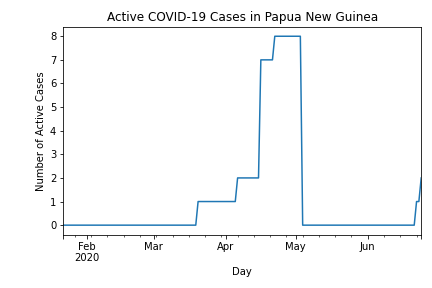 Active COVID-19 Cases in Papua New Guinea
Number of Active Cases
8
7
6
5
4
3
2
1
0
Feb Mar Apr May Jun
2020
Day